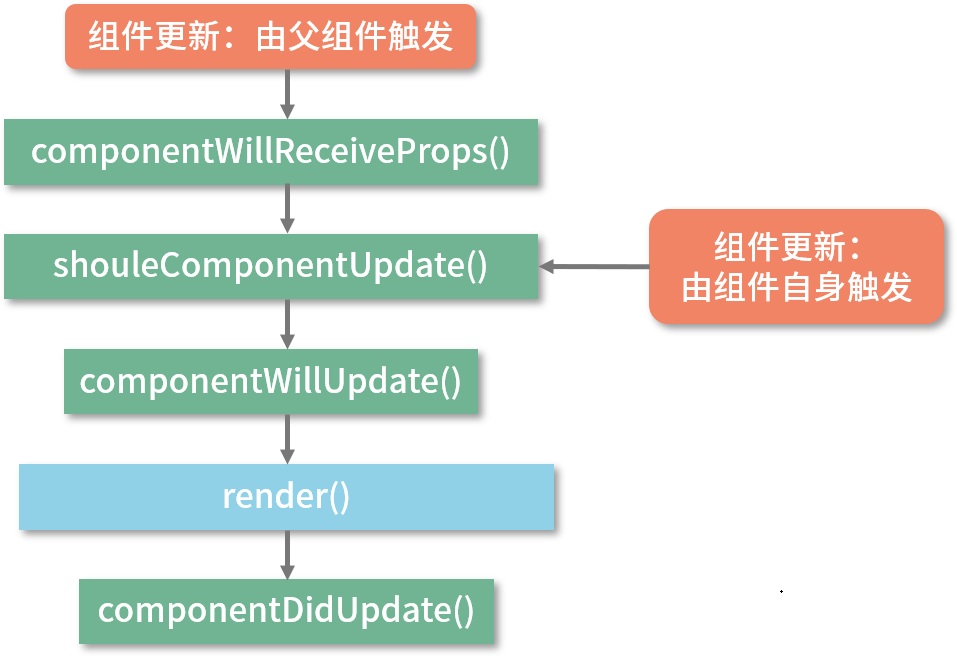 组件更新：由父组件触发
componentWillReceiveProps()
shouleComponentUpdate()
组件更新：
由组件自身触发
componentWillUpdate()
render()
componentDidUpdate()